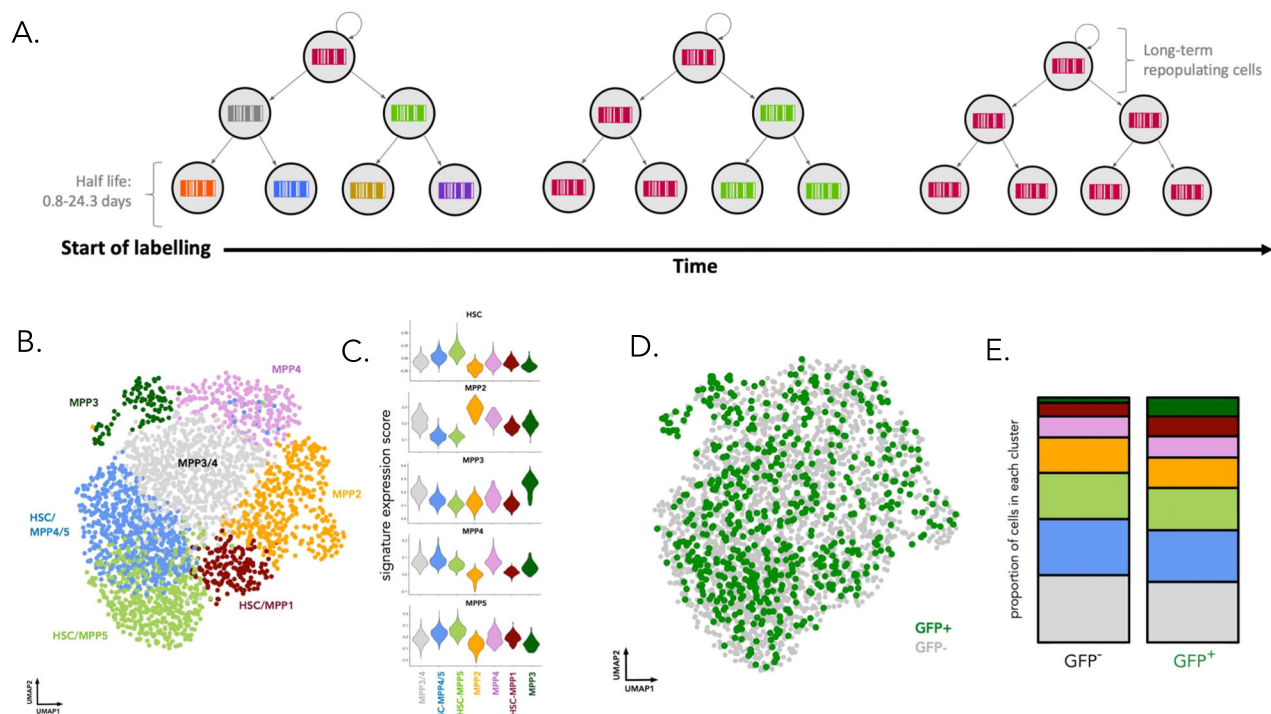 A.
Long-term
repopulating cells
Half life:
0.8-24.3 days
Start of labelling
Time
B.
MPP4
MPP3
MPP3/4
MPP2
HSC/
MPP4/5
HSC/MPP1
HSC/MPP5
UMAP2
UMAP1
C.
HSC
MPP2
MPP3
MPP4
MPP5
signature expression score
MPP3/4
SC-MPP4/5
HSC-MPP5
MPP2
MPP4
HSC-MPP1
MPP3
D.
GFP+
GFP-
UMAP2
UMAP1
E.
proportion of cells in each cluster
GFP⁻
GFP⁺